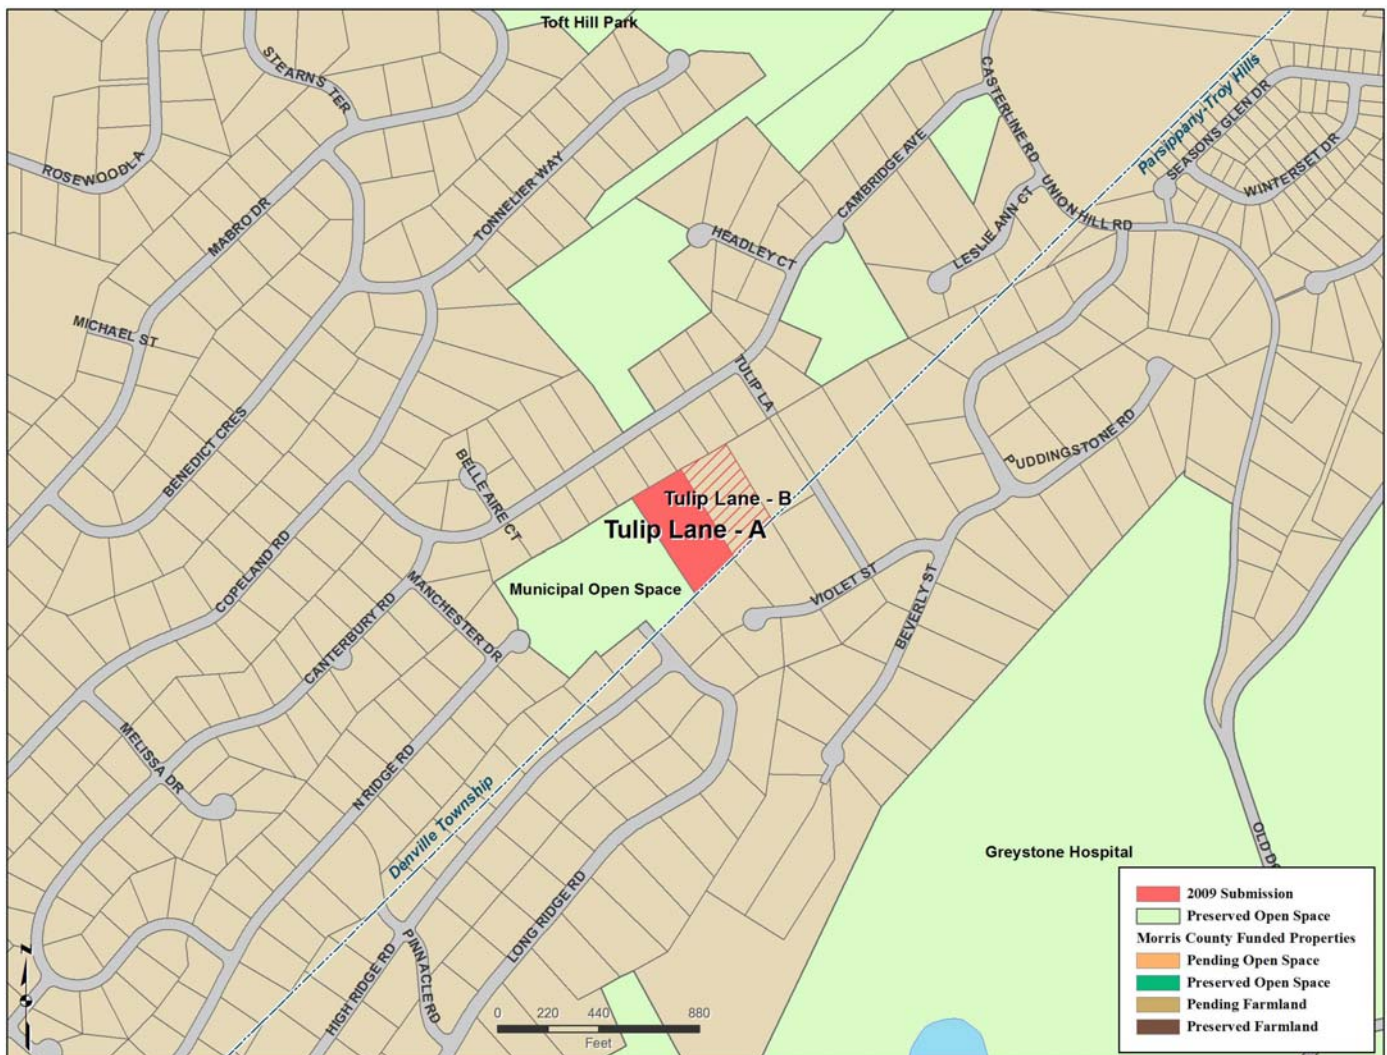 Toft Hill Park
STEARNS TER
CASTERLINE RD
Parsippany-Troy Hills
SEASONS GLEN DR
ROSEWOOD LA
CAMBRIDGE AVE
WINTERSET DR
TONNELIER WAY
UNION HILL RD
MABRO DR
LESLIE ANN CT
HEADLEY CT
MICHAEL ST
TULIP LA
BENEDICT CRES
PUDDINGSTONE RD
BELLE AIRE CT
Tulip Lane - B
Tulip Lane - A
COPELAND RD
Municipal Open Space
VIOLET ST
MANCHESTER DR
BEVERLY ST
CANTERBURY RD
MELISSA DR
N RIDGE RD
Denville Township
Greystone Hospital
OLD
LONG RIDGE RD
PINNACLE RD
HIGH RIDGE RD
N
0 220 440 880
Feet
2009 Submission
Preserved Open Space
Morris County Funded Properties
Pending Open Space
Preserved Open Space
Pending Farmland
Preserved Farmland